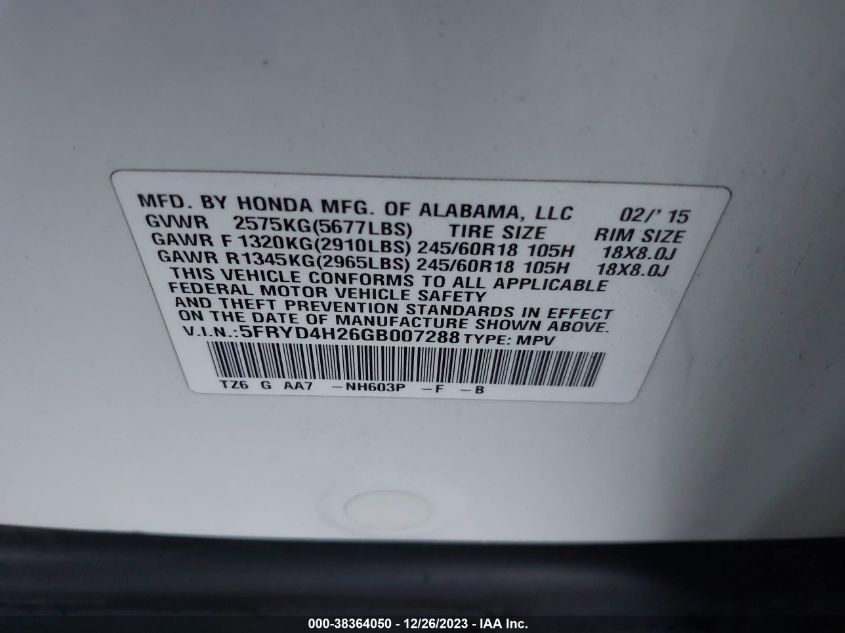 MFD. BY HONDA MFG. OF ALABAMA, LLC 02/' 15
GVWR 2575KG(5677LBS) TIRE SIZE RIM SIZE
GAWR F 1320KG(2910LBS) 245/60R18 105H 18X8.0J
GAWR R1345KG(2965LBS) 245/60R18 105H 18X8.0J
THIS VEHICLE CONFORMS TO ALL APPLICABLE
FEDERAL MOTOR VEHICLE SAFETY
AND THEFT PREVENTION STANDARDS IN EFFECT
ON THE DATE OF MANUFACTURE SHOWN ABOVE.
V.I.N.:5FRYD4H26GB007288 TYPE: MPV
TZ6 G AA7 -NH603P -F -B
000-38364050 - 12/26/2023 - IAA Inc.